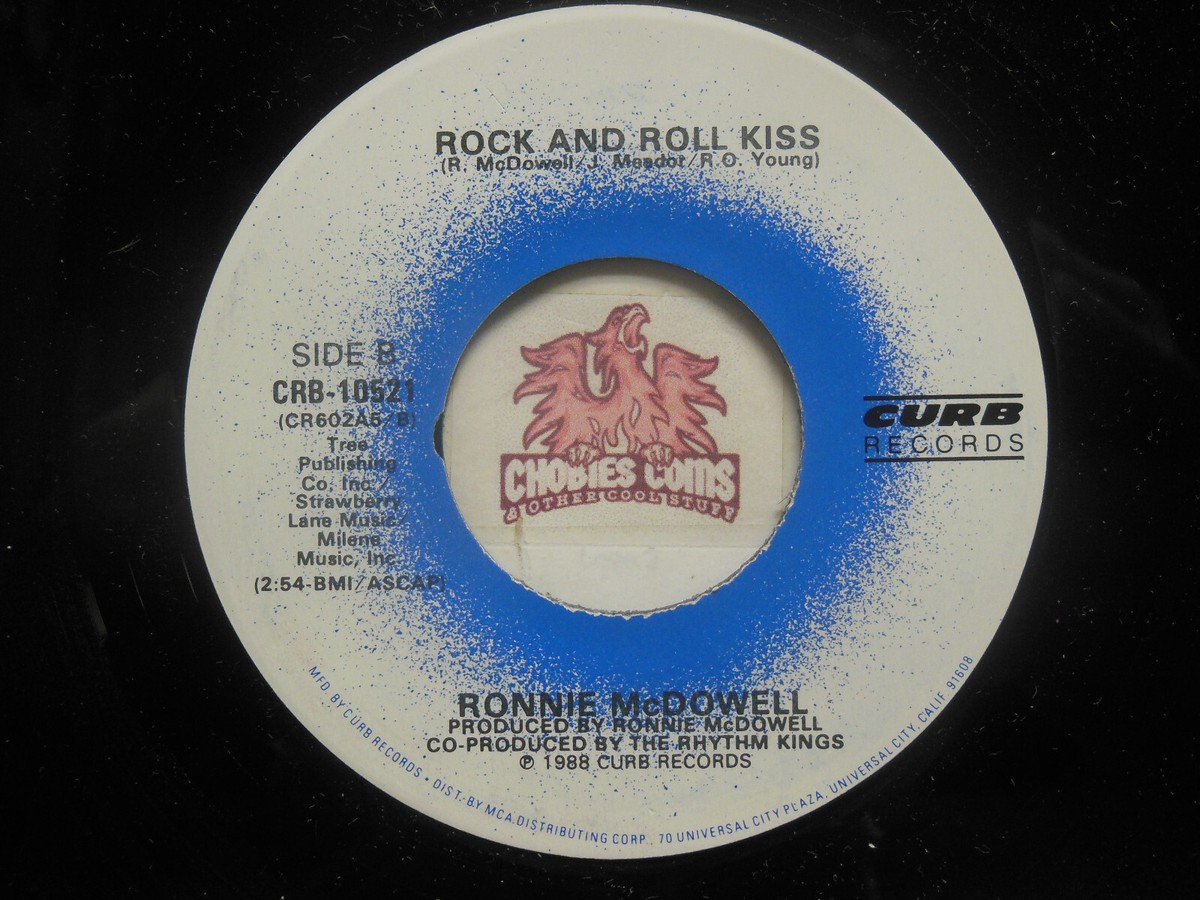 ROCK AND ROLL KISS
(R. McDowell/J. Meador/R.O. Young)
SIDE B
CRB-10521
(CR602A5/B)
Tree
Publishing
Co. Inc./
Strawberry
Lane Music/
Milene
Music, Inc.
(2:54-BMI/ASCAP)
CURB
RECORDS
CHOBIES COINS
& OTHER COOL STUFF
RONNIE McDOWELL
PRODUCED BY RONNIE McDOWELL
CO-PRODUCED BY THE RHYTHM KINGS
℗ 1988 CURB RECORDS
MFD. BY CURB RECORDS • DIST. BY MCA DISTRIBUTING CORP., 70 UNIVERSAL CITY PLAZA, UNIVERSAL CITY, CALIF. 91608